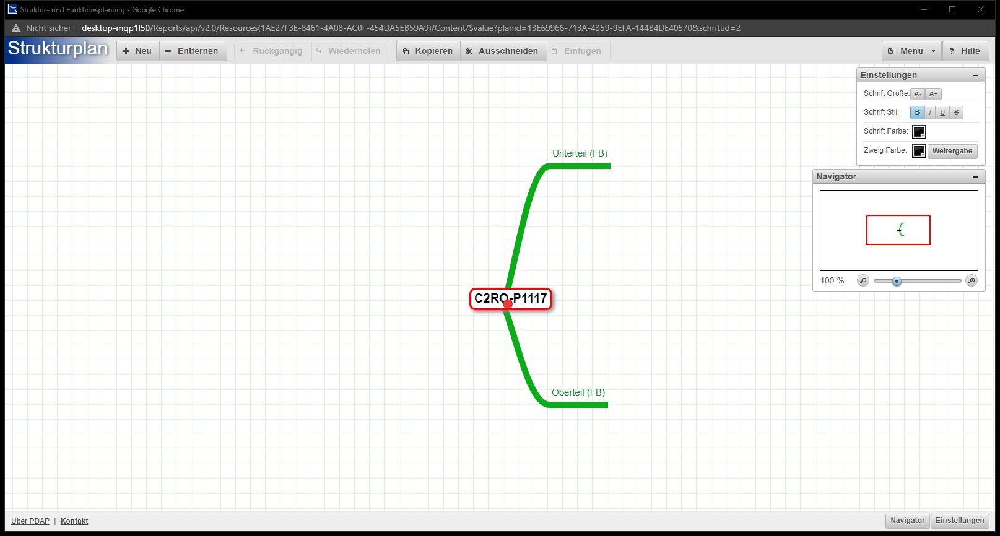 Struktur- und Funktionsplanung - Google Chrome
Nicht sicher | desktop-mqp1l50/Reports/api/v2.0/Resources(1AE27F3E-8461-4A08-AC0F-454DA5EB59A9)/Content/$value?planid=13E69966-713A-4359-9EFA-144B4DE40570&schrittid=2
Strukturplan Neu Entfernen Rückgängig Wiederholen Kopieren Ausschneiden Einfügen Menü ? Hilfe
Einstellungen
Schrift Größe: A- A+
Schrift Stil: B I U S
Schrift Farbe:
Zweig Farbe: Weitergabe
Unterteil (FB)
Navigator
100 %
C2RO-P1117
Oberteil (FB)
Über PDAP | Kontakt
Navigator Einstellungen